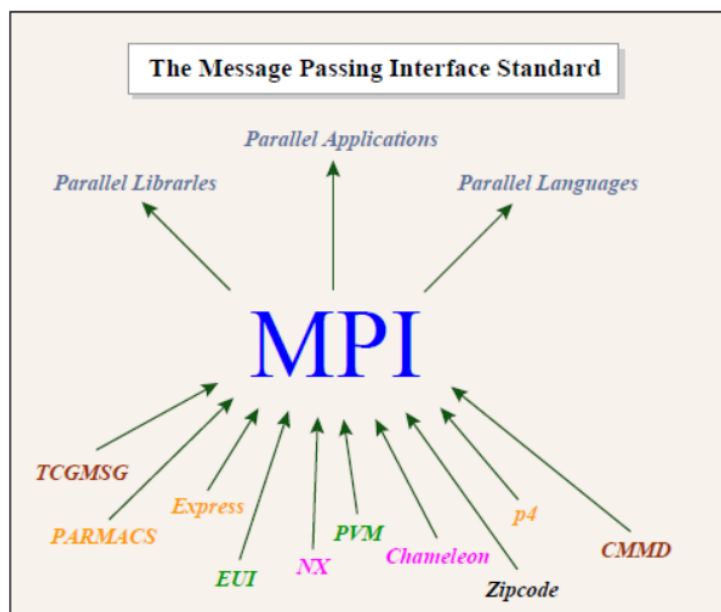 The Message Passing Interface Standard
Parallel Applications
Parallel Librarles
Parallel Languages
MPI
TCGMSG
Express
p4
PARMACS
PVM
CMMD
Chameleon
NX
EUI
Zipcode